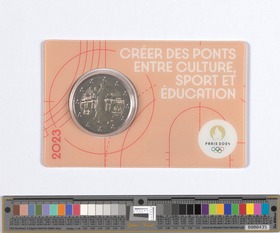 CRÉER DES PONTS
ENTRE CULTURE,
SPORT ET
ÉDUCATION
2023
PARIS 2024